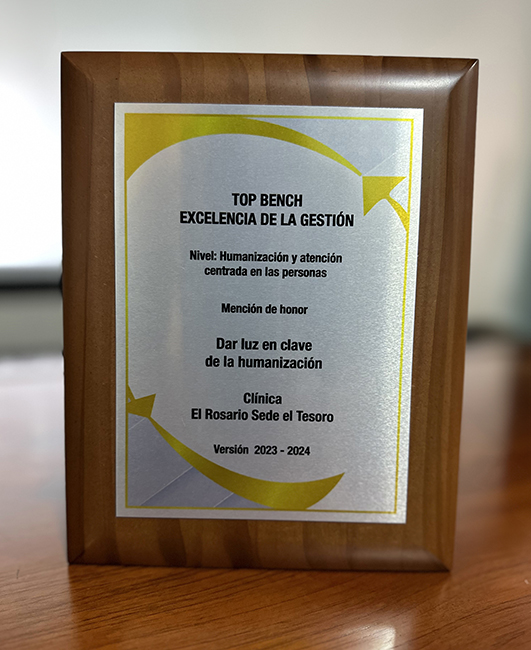 TOP BENCH
EXCELENCIA DE LA GESTIÓN
Nivel: Humanización y atención
centrada en las personas
Mención de honor
Dar luz en clave
de la humanización
Clínica
El Rosario Sede el Tesoro
Versión 2023 - 2024